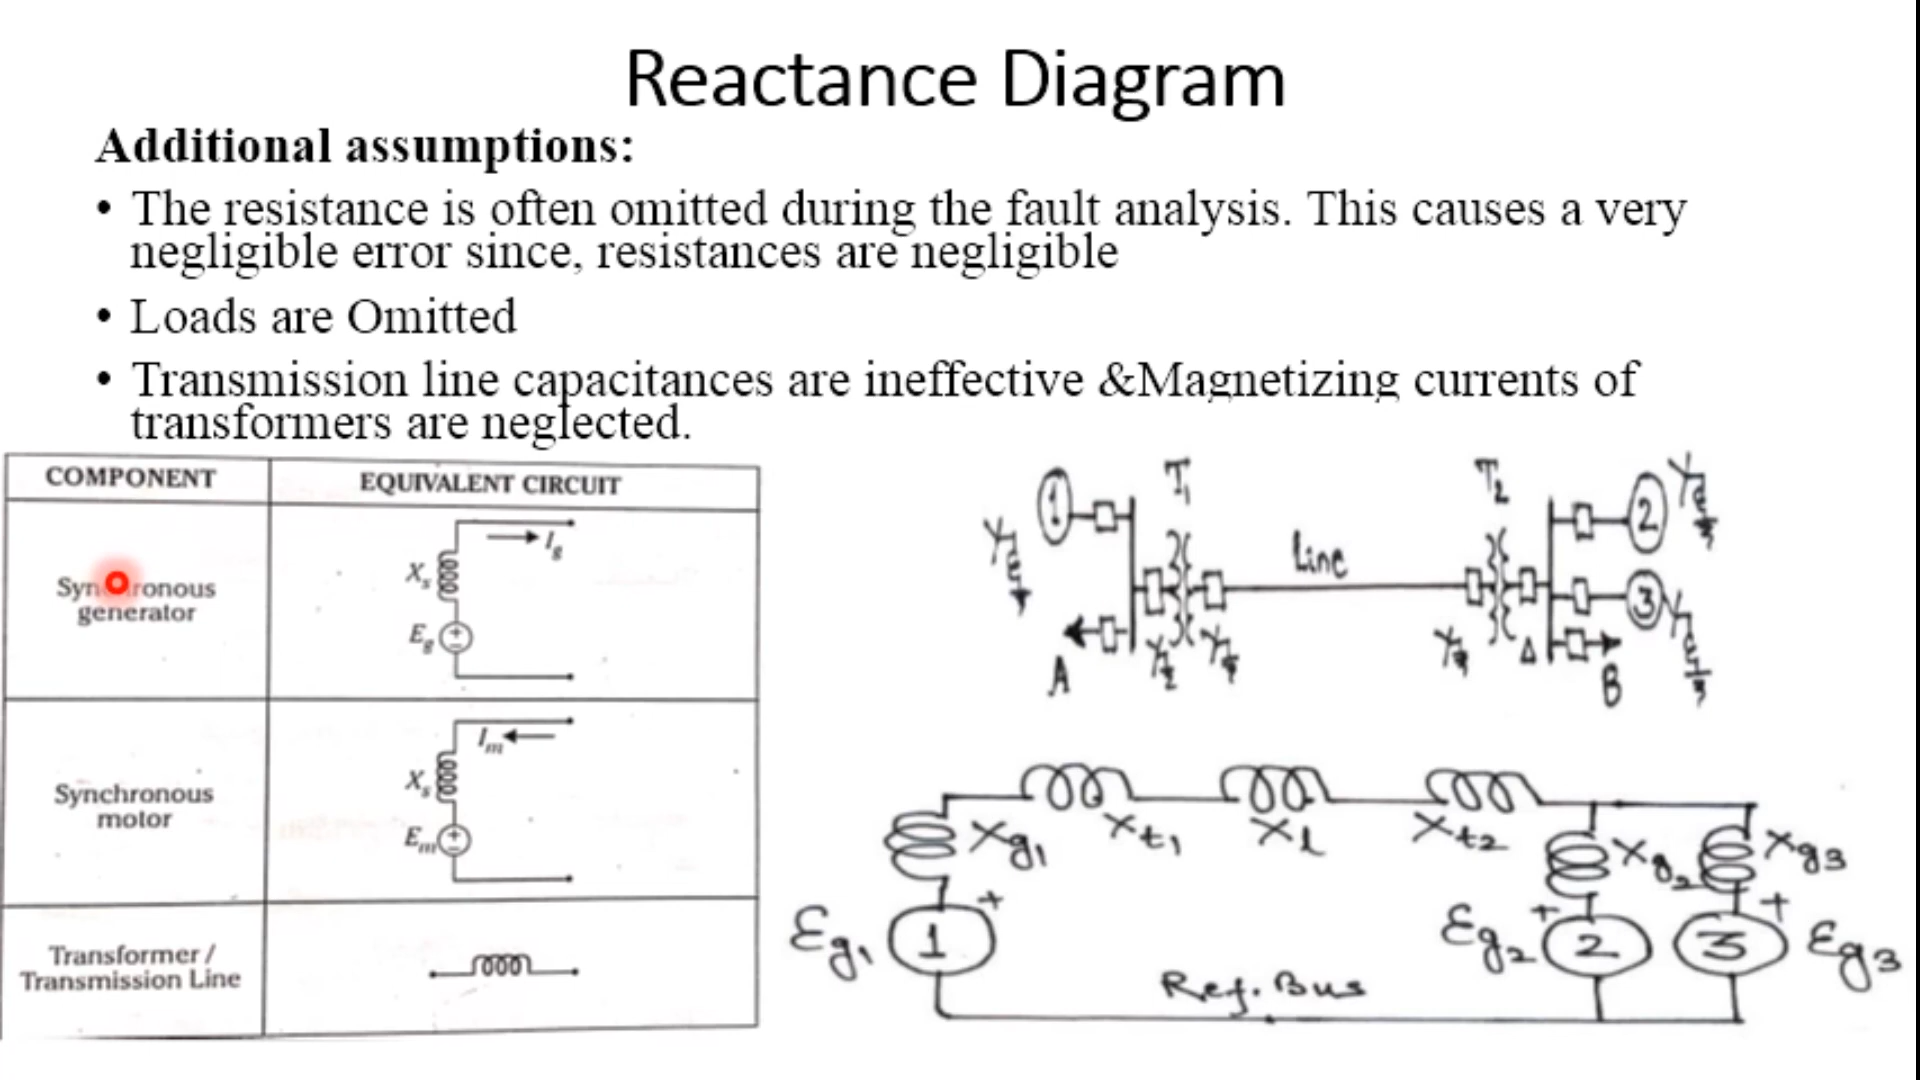 Reactance Diagram
Additional assumptions:
• The resistance is often omitted during the fault analysis. This causes a very
negligible error since, resistances are negligible
• Loads are Omitted
• Transmission line capacitances are ineffective &Magnetizing currents of
transformers are neglected.
COMPONENT
EQUIVALENT CIRCUIT
generator
Xs
Ig
Eg
Synchronous
motor
Xs
Im
Em
Transformer /
Transmission Line
1
T1
T2
2
Line
3
A
Y
Y
Y
Δ
B
Xg1
Xt1
Xl
Xt2
Xg2
Xg3
Eg1
1
+
Eg2
+
2
3
+
Eg3
Ref. Bus